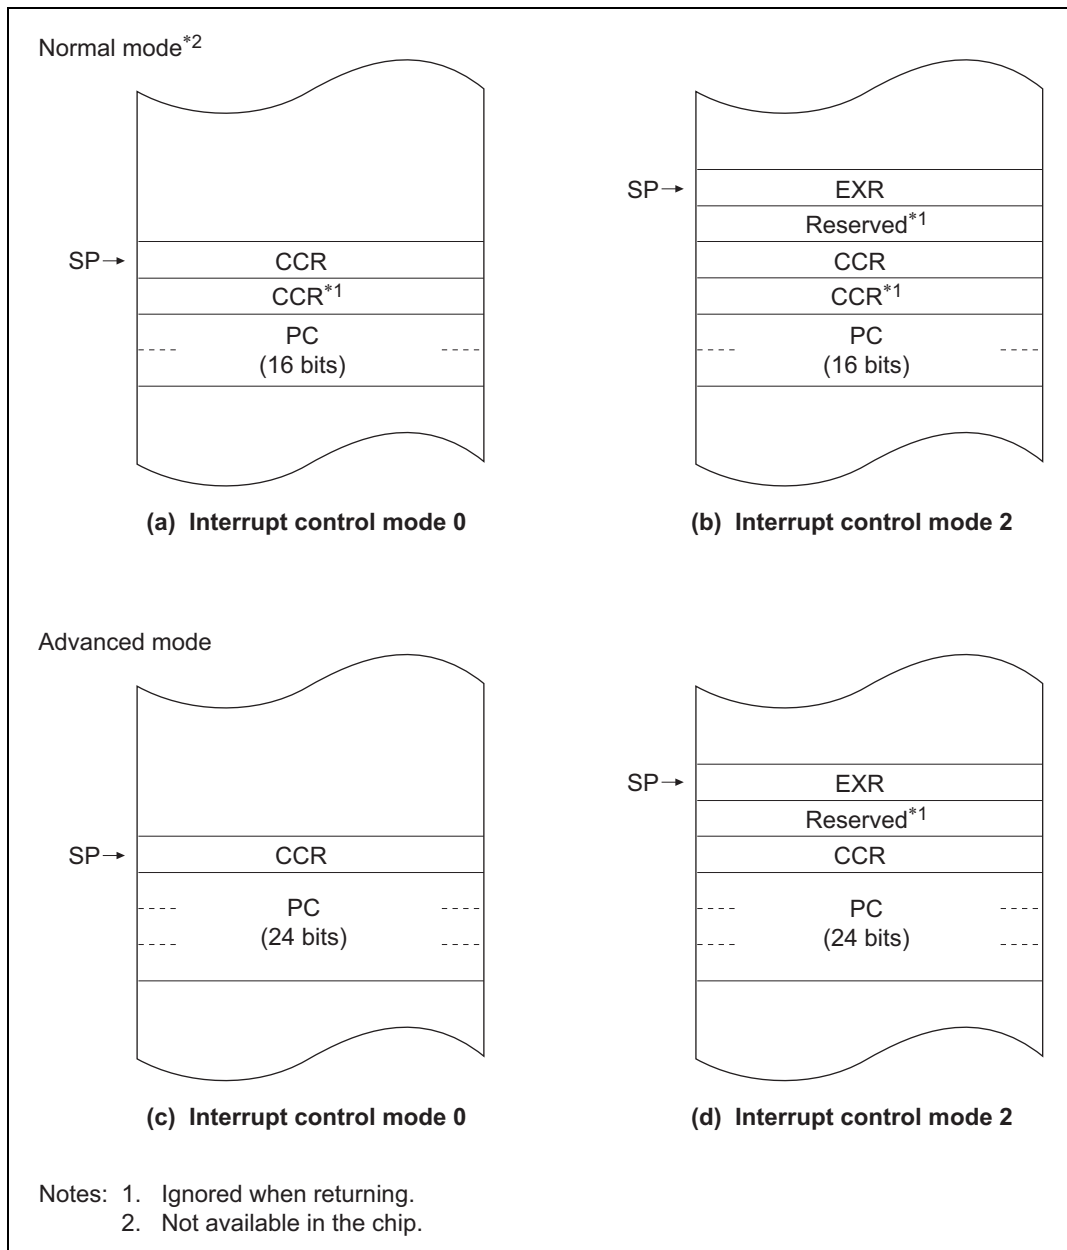 Normal mode*2
SP→
EXR
Reserved*1
SP→
CCR
CCR
CCR*1
CCR*1
PC
(16 bits)
PC
(16 bits)
(a) Interrupt control mode 0
(b) Interrupt control mode 2
Advanced mode
SP→
EXR
Reserved*1
SP→
CCR
CCR
PC
(24 bits)
PC
(24 bits)
(c) Interrupt control mode 0
(d) Interrupt control mode 2
Notes: 1. Ignored when returning.
2. Not available in the chip.